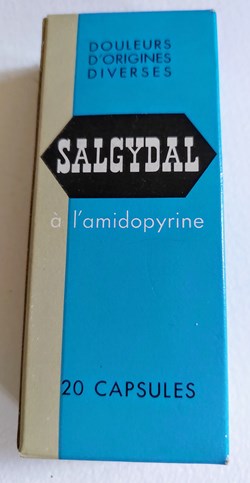 DOULEURS
D'ORIGINES
DIVERSES
SALGYDAL
à l'amidopyrine
20 CAPSULES